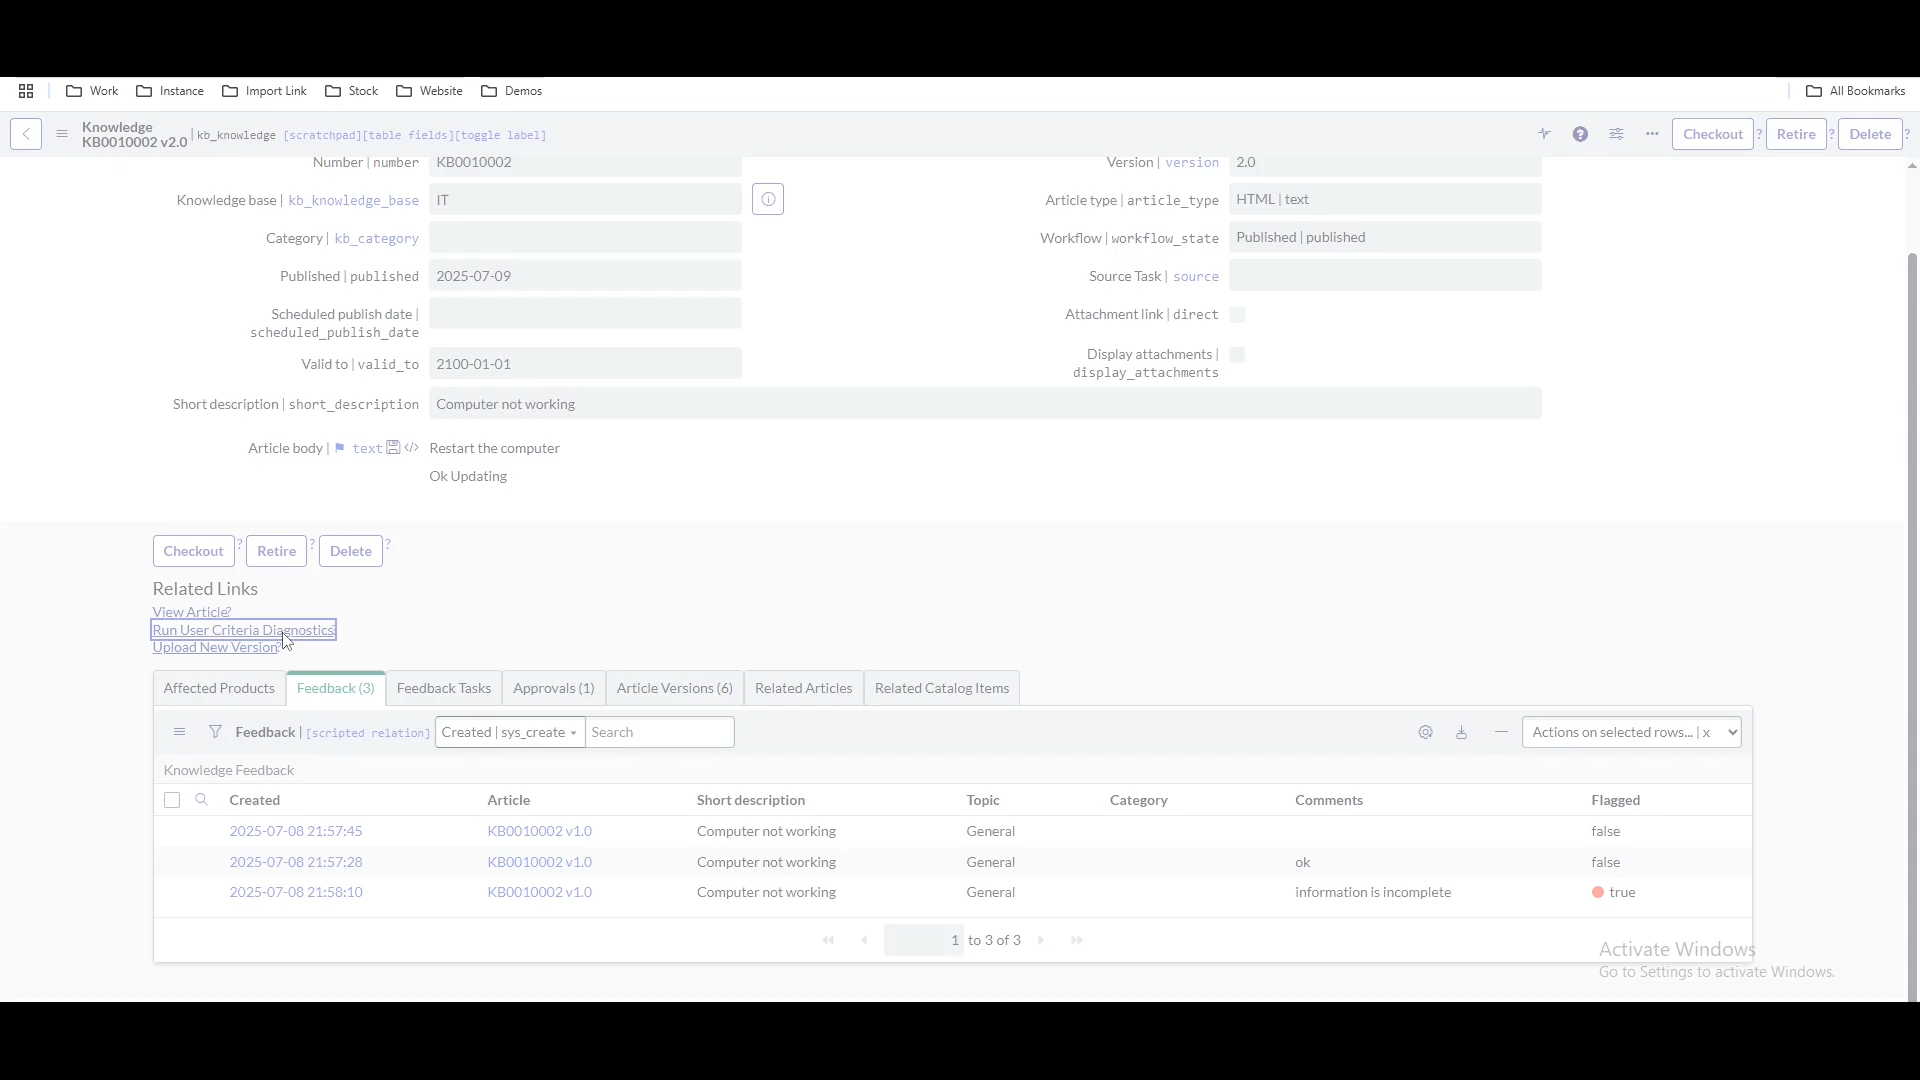 Work Instance Import Link Stock Website Demos All Bookmarks
Knowledge
KB0010002 v2.0 | kb_knowledge [scratchpad][table fields][toggle label] Checkout ? Retire ? Delete ?
Number | number KB0010002 Version | version 2.0
Knowledge base | kb_knowledge_base IT Article type | article_type HTML | text
Category | kb_category Workflow | workflow_state Published | published
Published | published 2025-07-09 Source Task | source
Scheduled publish date |
scheduled_publish_date
Attachment link | direct
Valid to | valid_to 2100-01-01
Display attachments |
display_attachments
Short description | short_description Computer not working
Article body | text </> Restart the computer
Ok Updating
Checkout ? Retire ? Delete ?
Related Links
View Article?
Run User Criteria Diagnostics?
Upload New Version?
Affected Products Feedback (3) Feedback Tasks Approvals (1) Article Versions (6) Related Articles Related Catalog Items
Feedback | [scripted relation] Created | sys_create Search Actions on selected rows... | x
Knowledge Feedback
Created Article Short description Topic Category Comments Flagged
2025-07-08 21:57:45 KB0010002 v1.0 Computer not working General false
2025-07-08 21:57:28 KB0010002 v1.0 Computer not working General ok false
2025-07-08 21:58:10 KB0010002 v1.0 Computer not working General information is incomplete true
1 to 3 of 3
Activate Windows
Go to Settings to activate Windows.